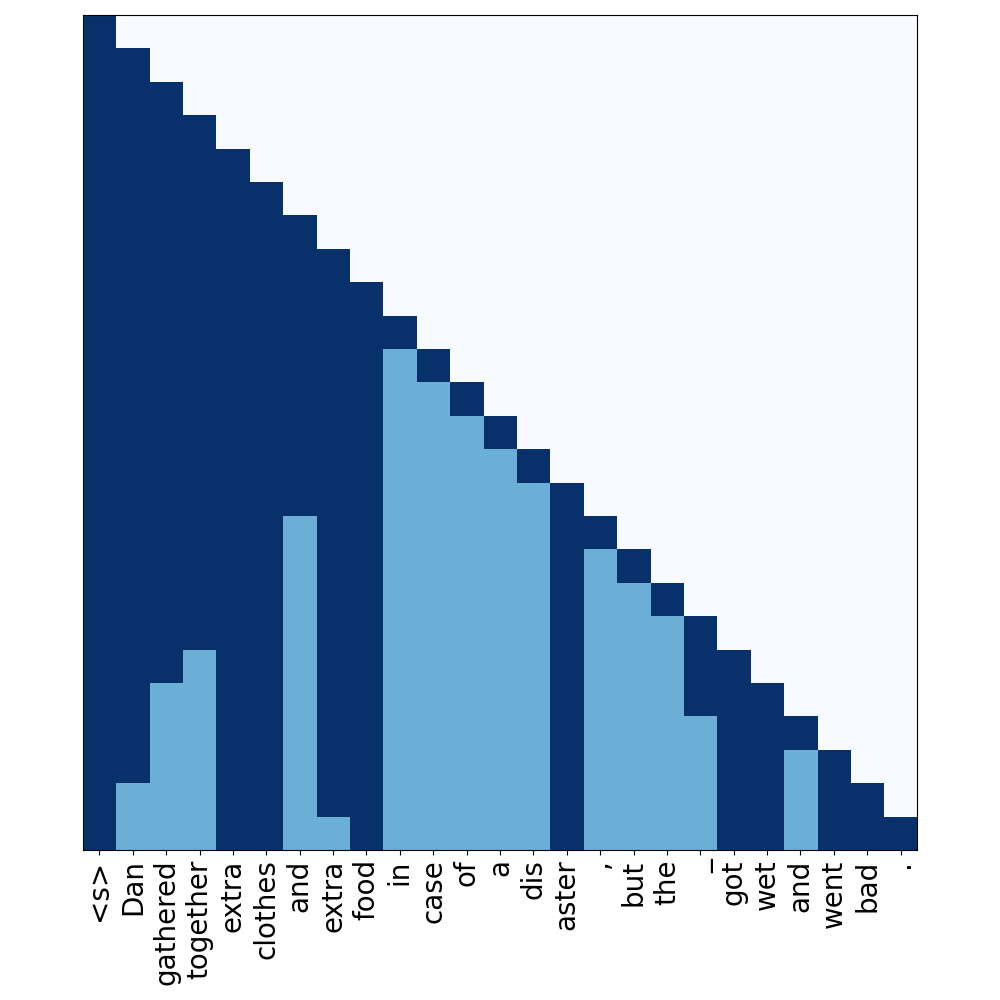 <s> Dan gathered together extra clothes and extra food in case of a dis aster , but the _ got wet and went bad .